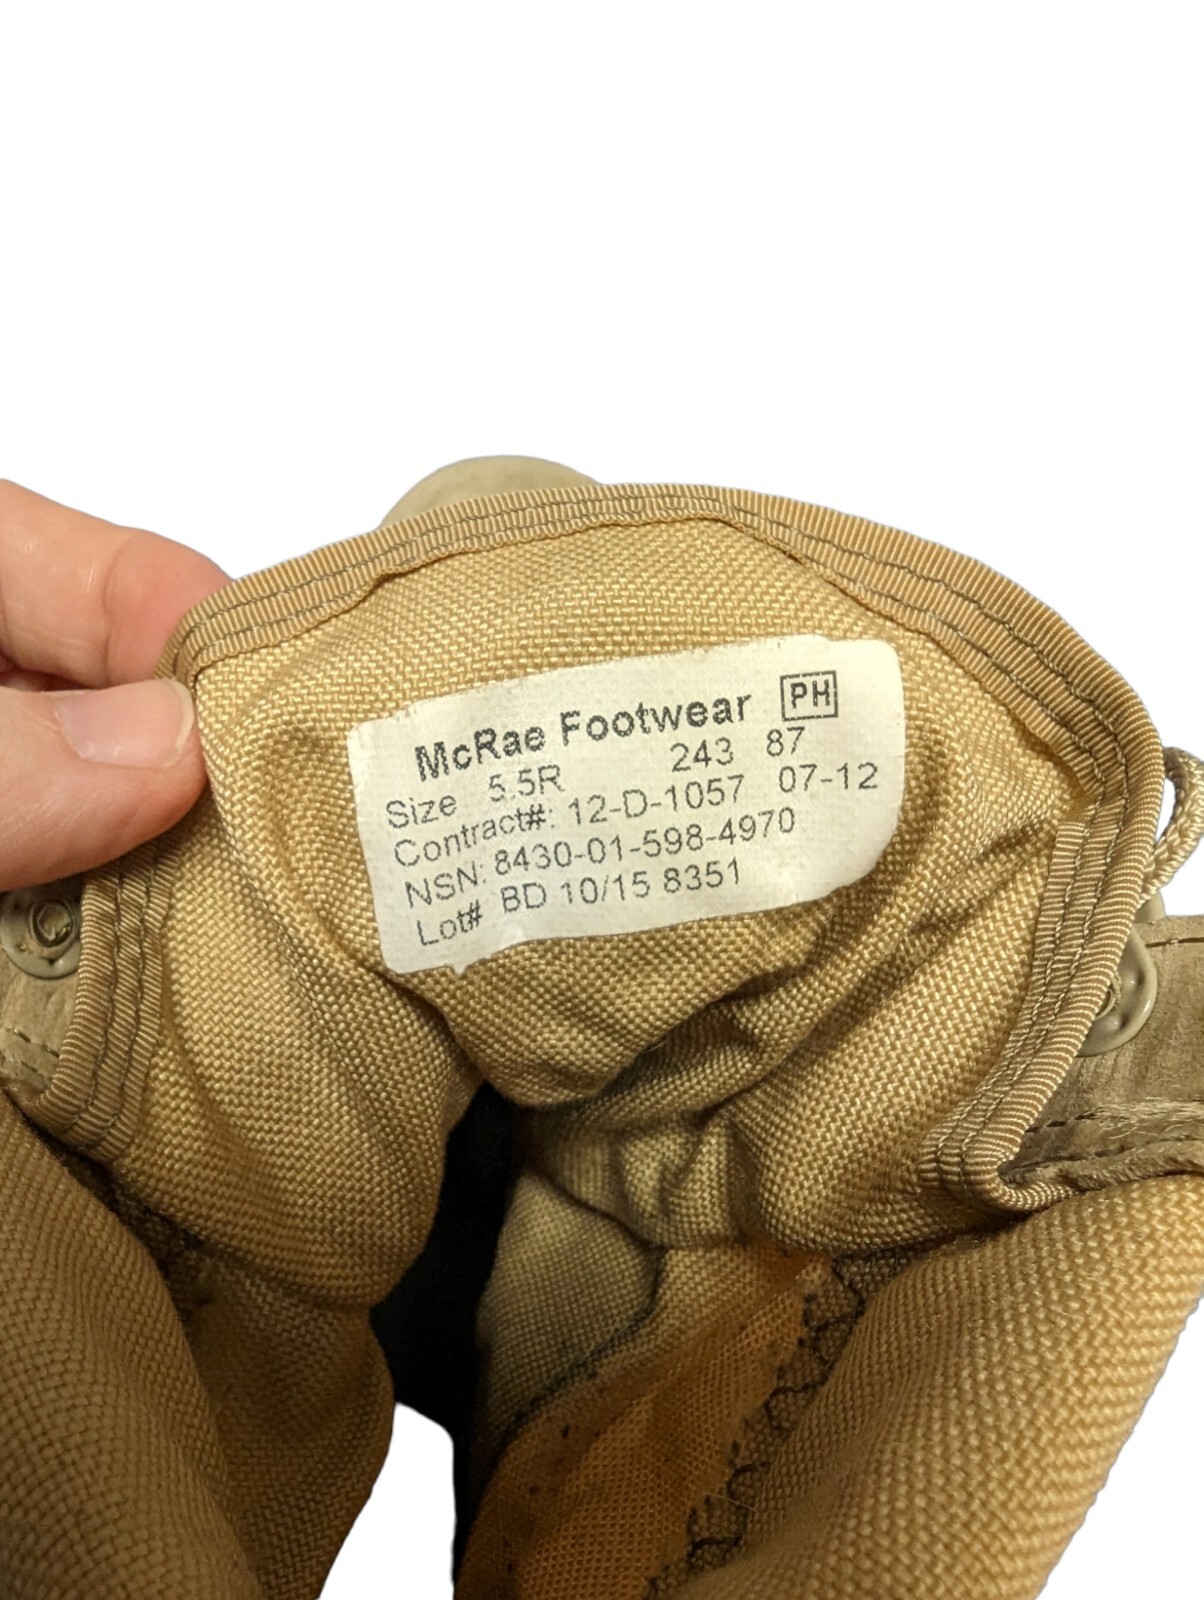 McRae Footwear PH
Size 5.5R 243 87
Contract#: 12-D-1057 07-12
NSN: 8430-01-598-4970
Lot# BD 10/15 8351